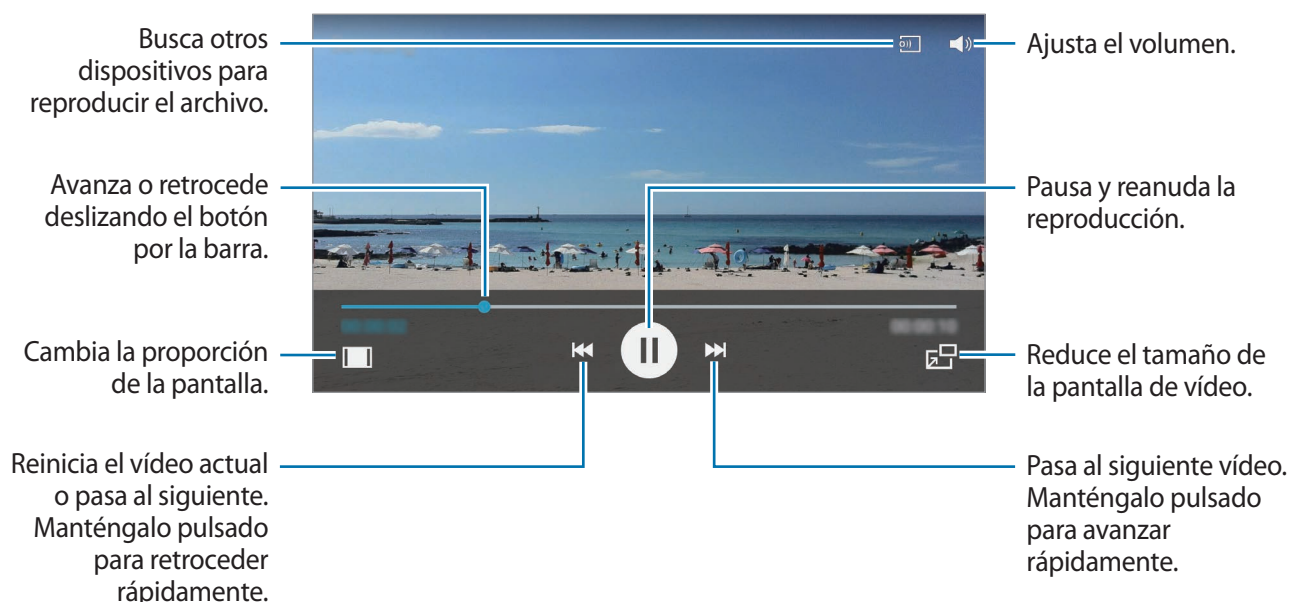 Busca otros
dispositivos para
reproducir el archivo.
Ajusta el volumen.
Avanza o retrocede
deslizando el botón
por la barra.
Pausa y reanuda la
reproducción.
Cambia la proporción
de la pantalla.
Reduce el tamaño de
la pantalla de vídeo.
Reinicia el vídeo actual
o pasa al siguiente.
Manténgalo pulsado
para retroceder
rápidamente.
Pasa al siguiente vídeo.
Manténgalo pulsado
para avanzar
rápidamente.